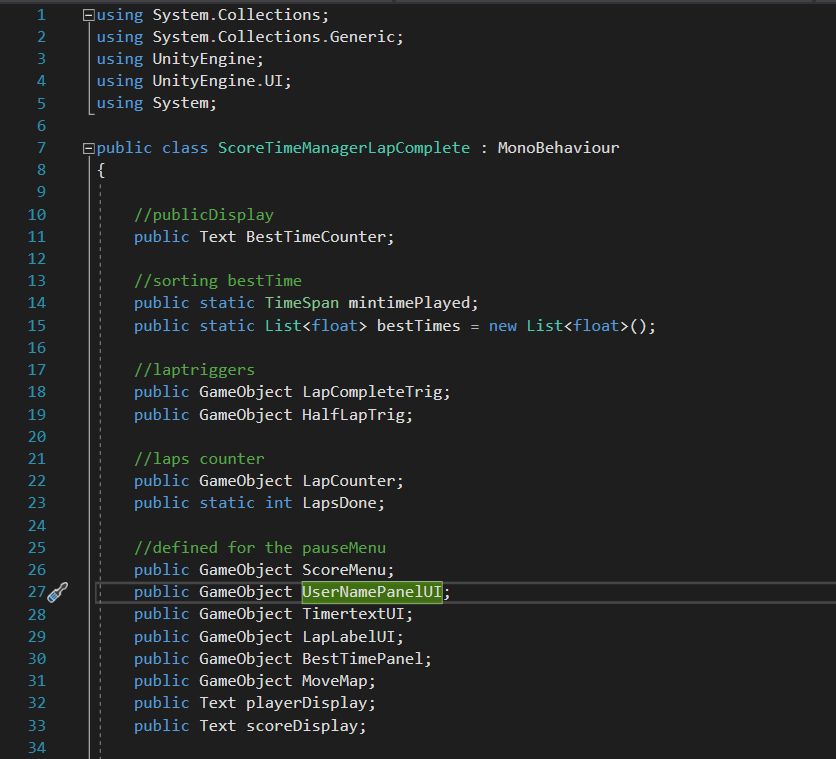 1 using System.Collections;
2 using System.Collections.Generic;
3 using UnityEngine;
4 using UnityEngine.UI;
5 using System;
6
7 public class ScoreTimeManagerLapComplete : MonoBehaviour
8 {
9
10 //publicDisplay
11 public Text BestTimeCounter;
12
13 //sorting bestTime
14 public static TimeSpan mintimePlayed;
15 public static List<float> bestTimes = new List<float>();
16
17 //laptriggers
18 public GameObject LapCompleteTrig;
19 public GameObject HalfLapTrig;
20
21 //laps counter
22 public GameObject LapCounter;
23 public static int LapsDone;
24
25 //defined for the pauseMenu
26 public GameObject ScoreMenu;
27 public GameObject UserNamePanelUI;
28 public GameObject TimertextUI;
29 public GameObject LapLabelUI;
30 public GameObject BestTimePanel;
31 public GameObject MoveMap;
32 public Text playerDisplay;
33 public Text scoreDisplay;
34